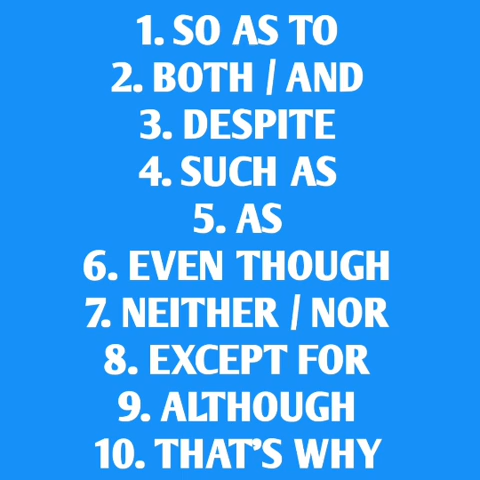 1. SO AS TO
2. BOTH / AND
3. DESPITE
4. SUCH AS
5. AS
6. EVEN THOUGH
7. NEITHER / NOR
8. EXCEPT FOR
9. ALTHOUGH
10. THAT'S WHY